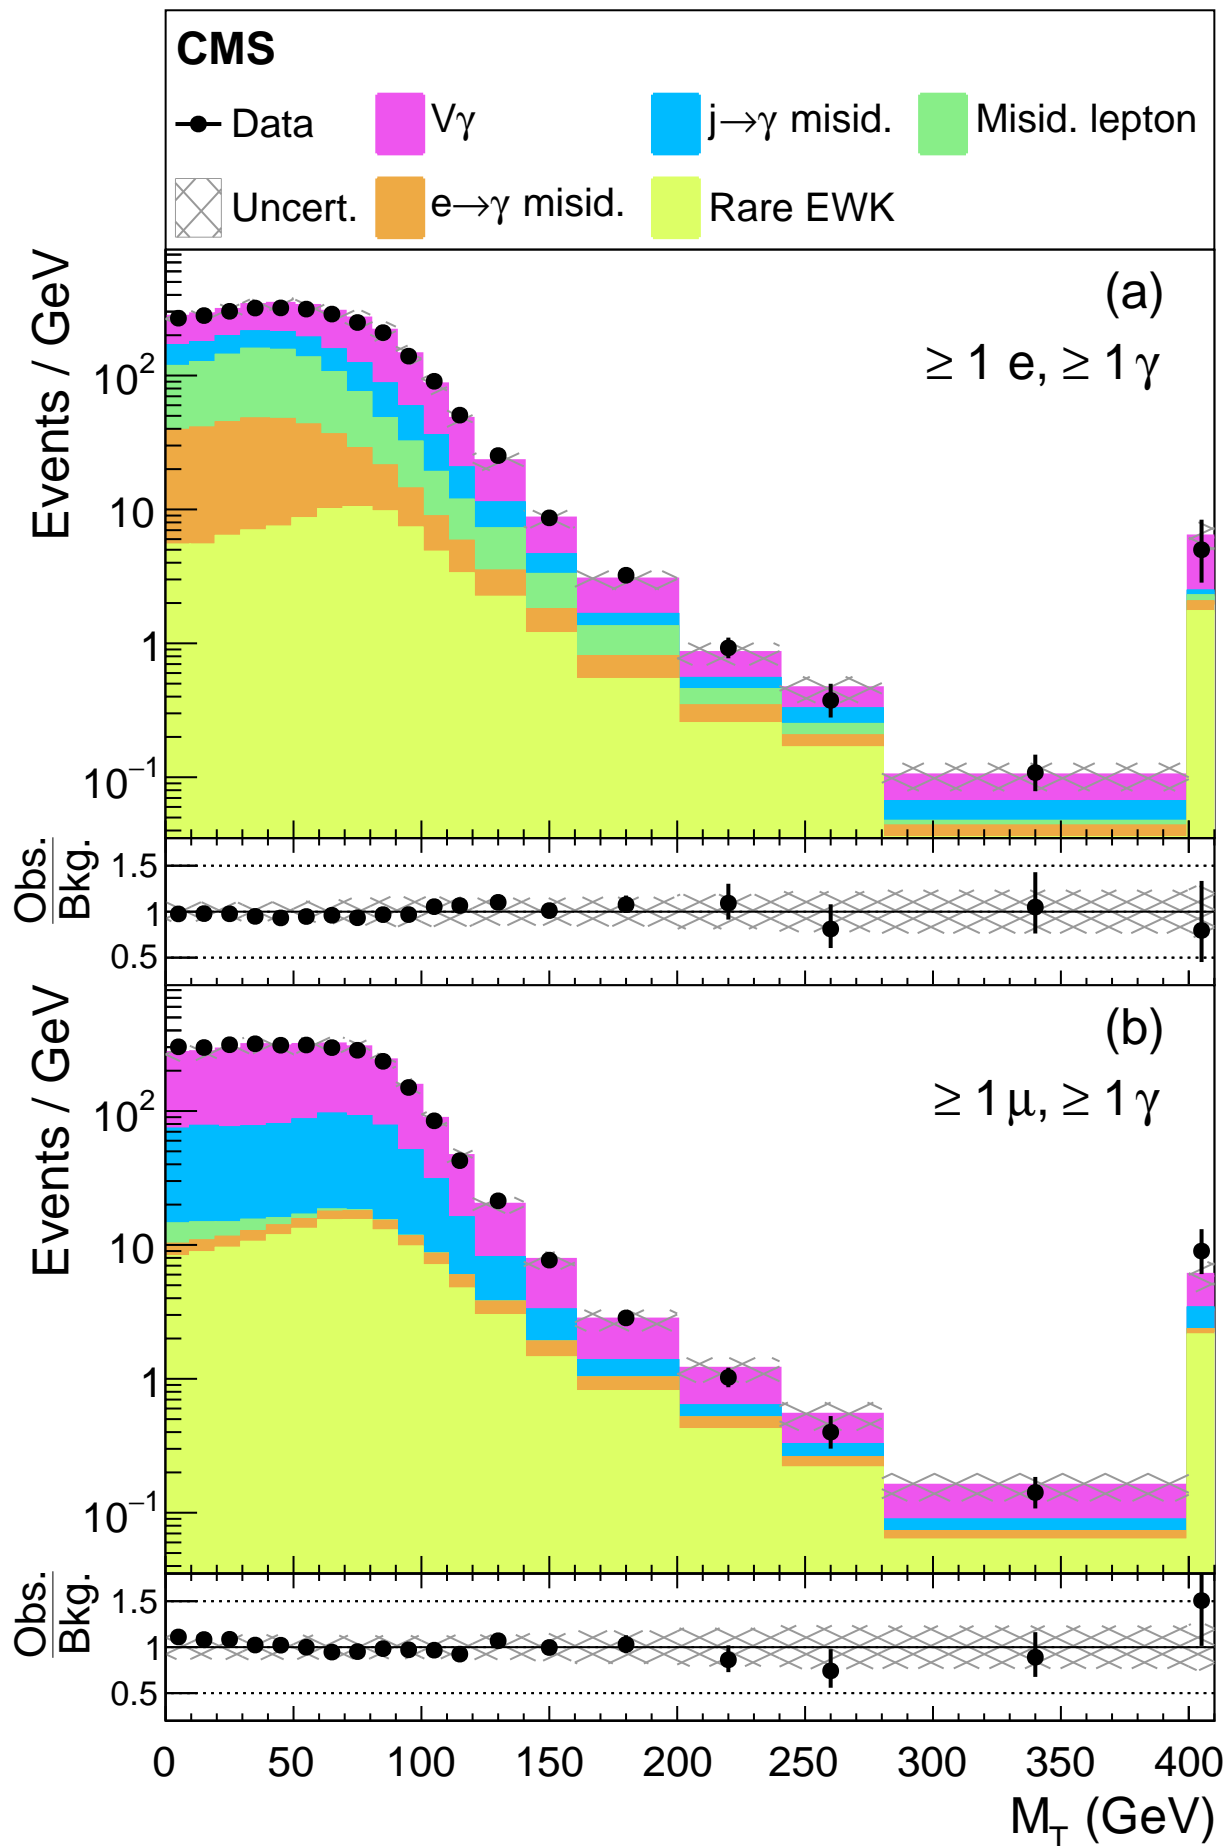 CMS
Data Vγ j→γ misid. Misid. lepton
Uncert. e→γ misid. Rare EWK
Events / GeV
10²
10
1
10⁻¹
(a)
≥ 1 e, ≥ 1 γ
Obs.
Bkg.
1.5
1
0.5
Events / GeV
10²
10
1
10⁻¹
(b)
≥ 1 μ, ≥ 1 γ
Obs.
Bkg.
1.5
1
0.5
0 50 100 150 200 250 300 350 400
M_T (GeV)